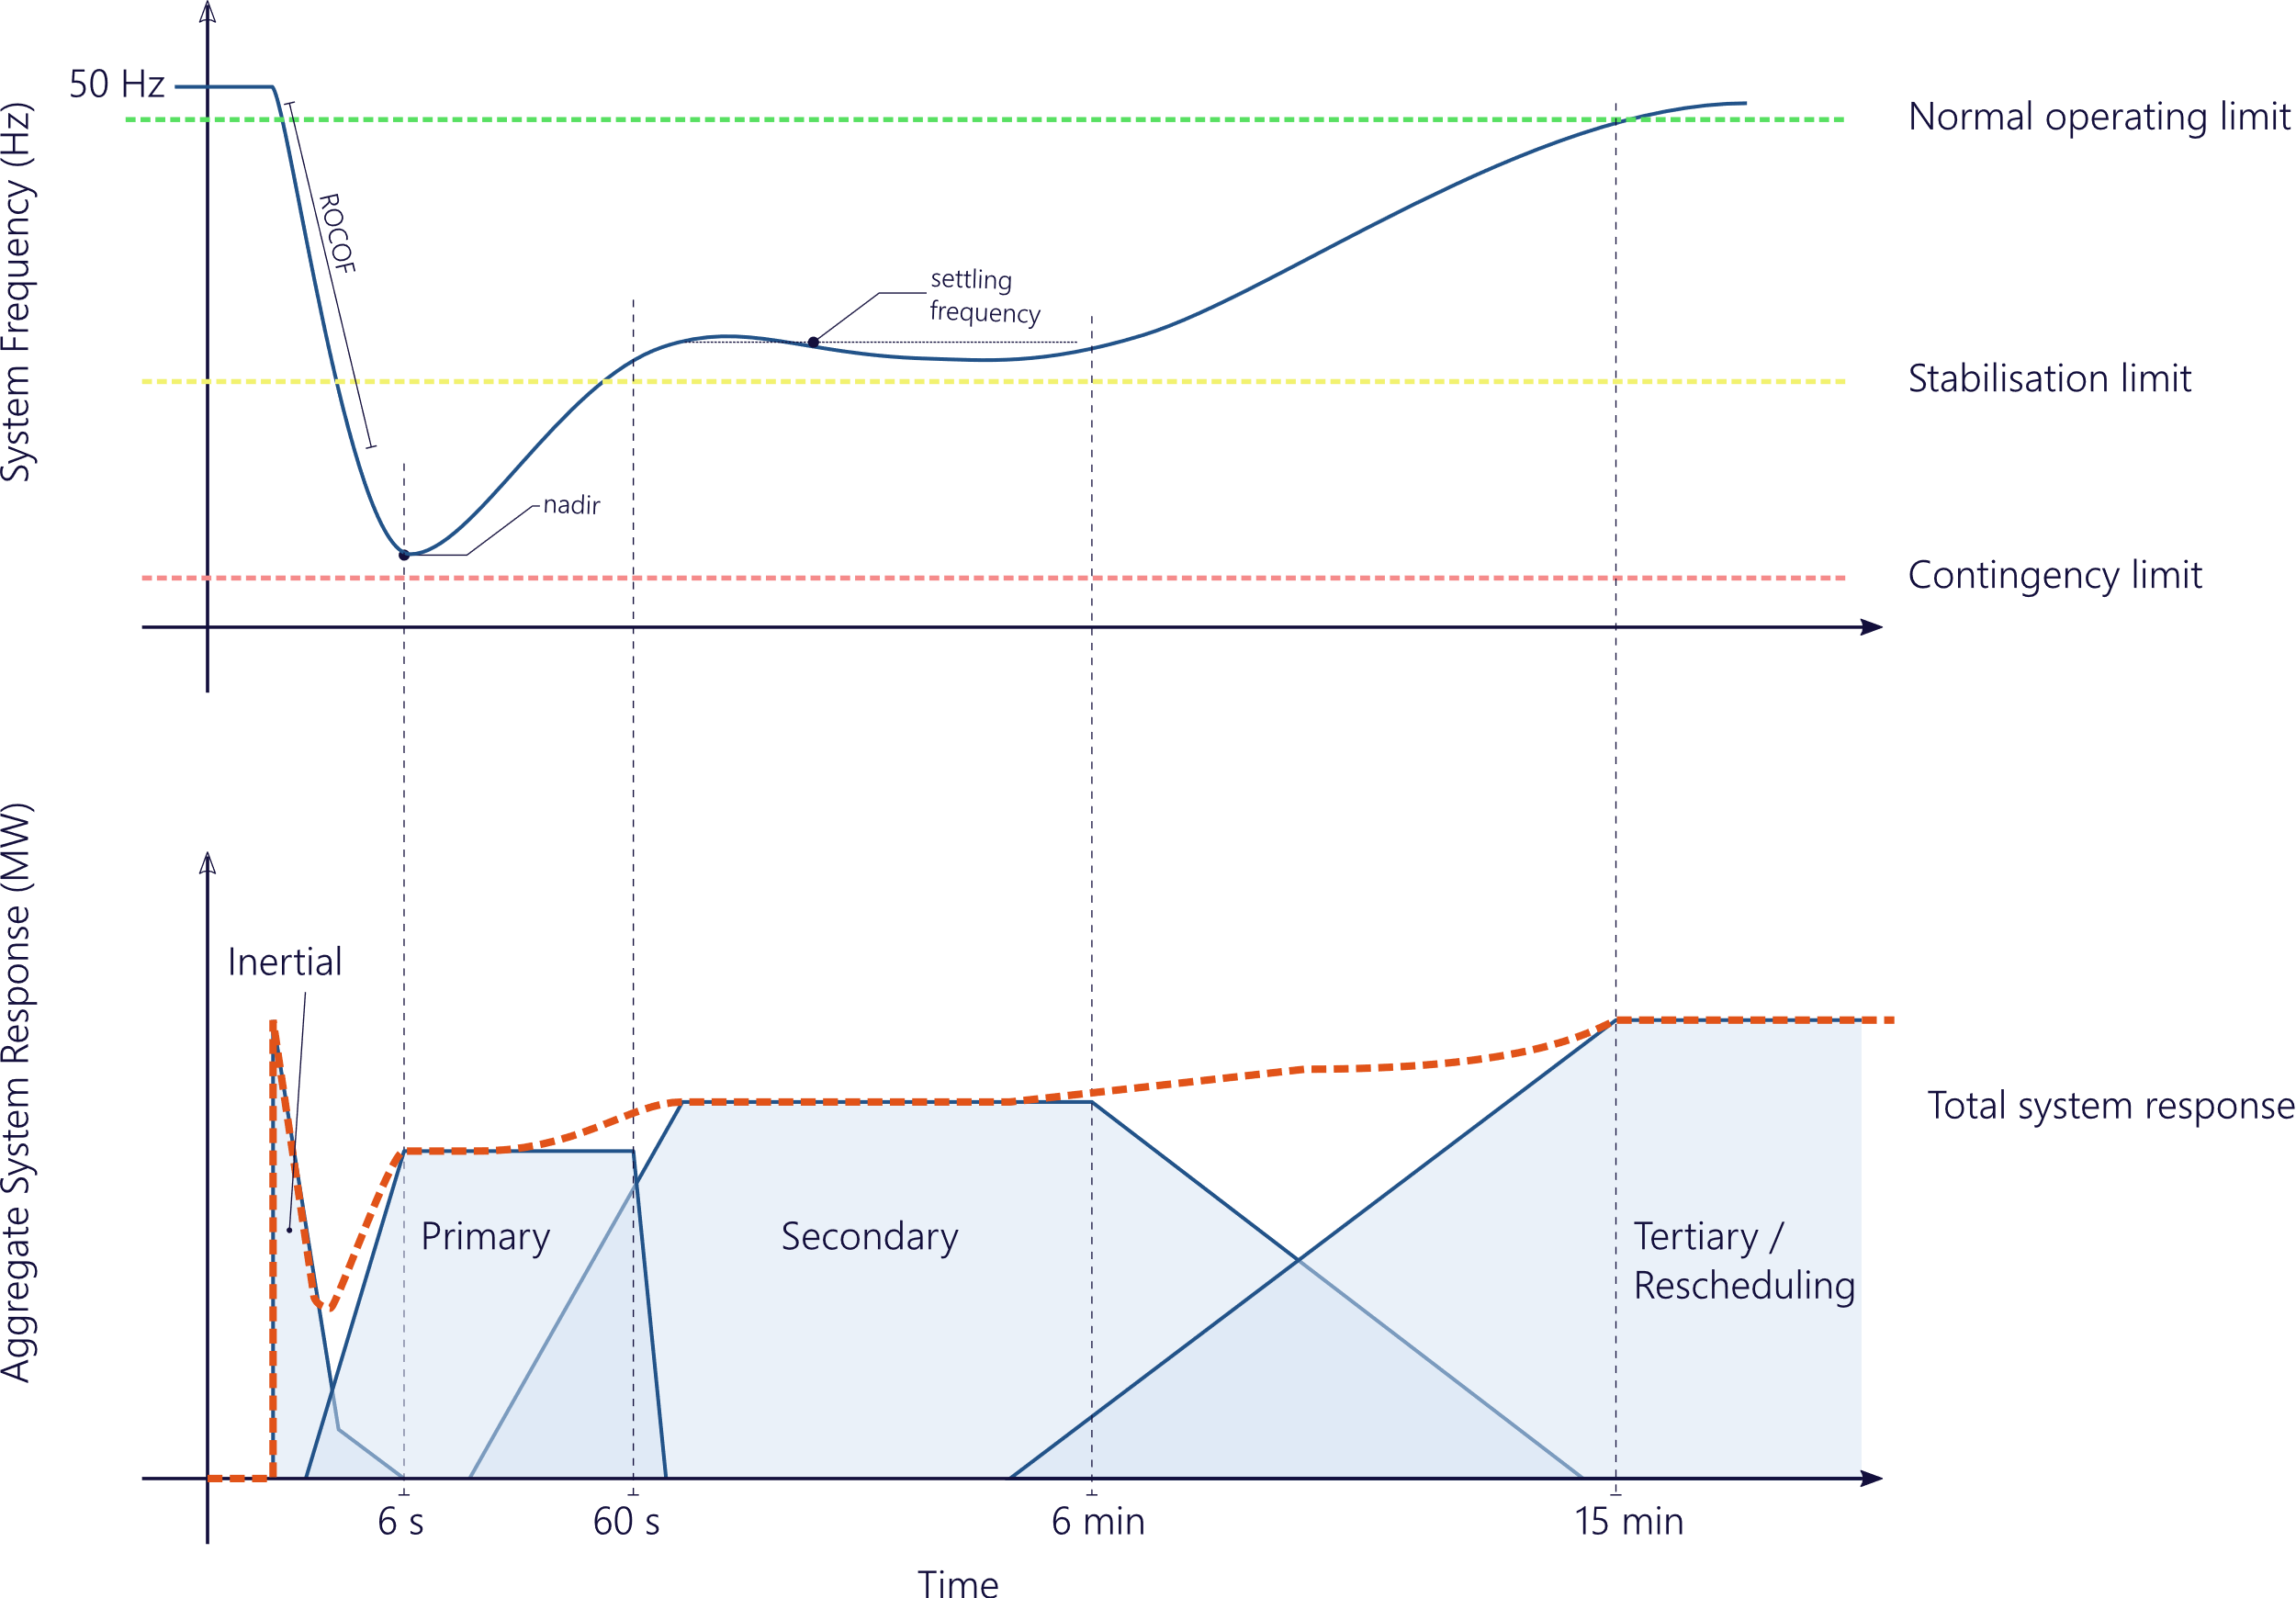 System Frequency (Hz)
50 Hz
Normal operating limit
ROCOF
settling
frequency
Stabilisation limit
nadir
Contingency limit
Aggregate System Response (MW)
Inertial
Total system response
Primary
Secondary
Tertiary /
Rescheduling
6 s
60 s
6 min
15 min
Time